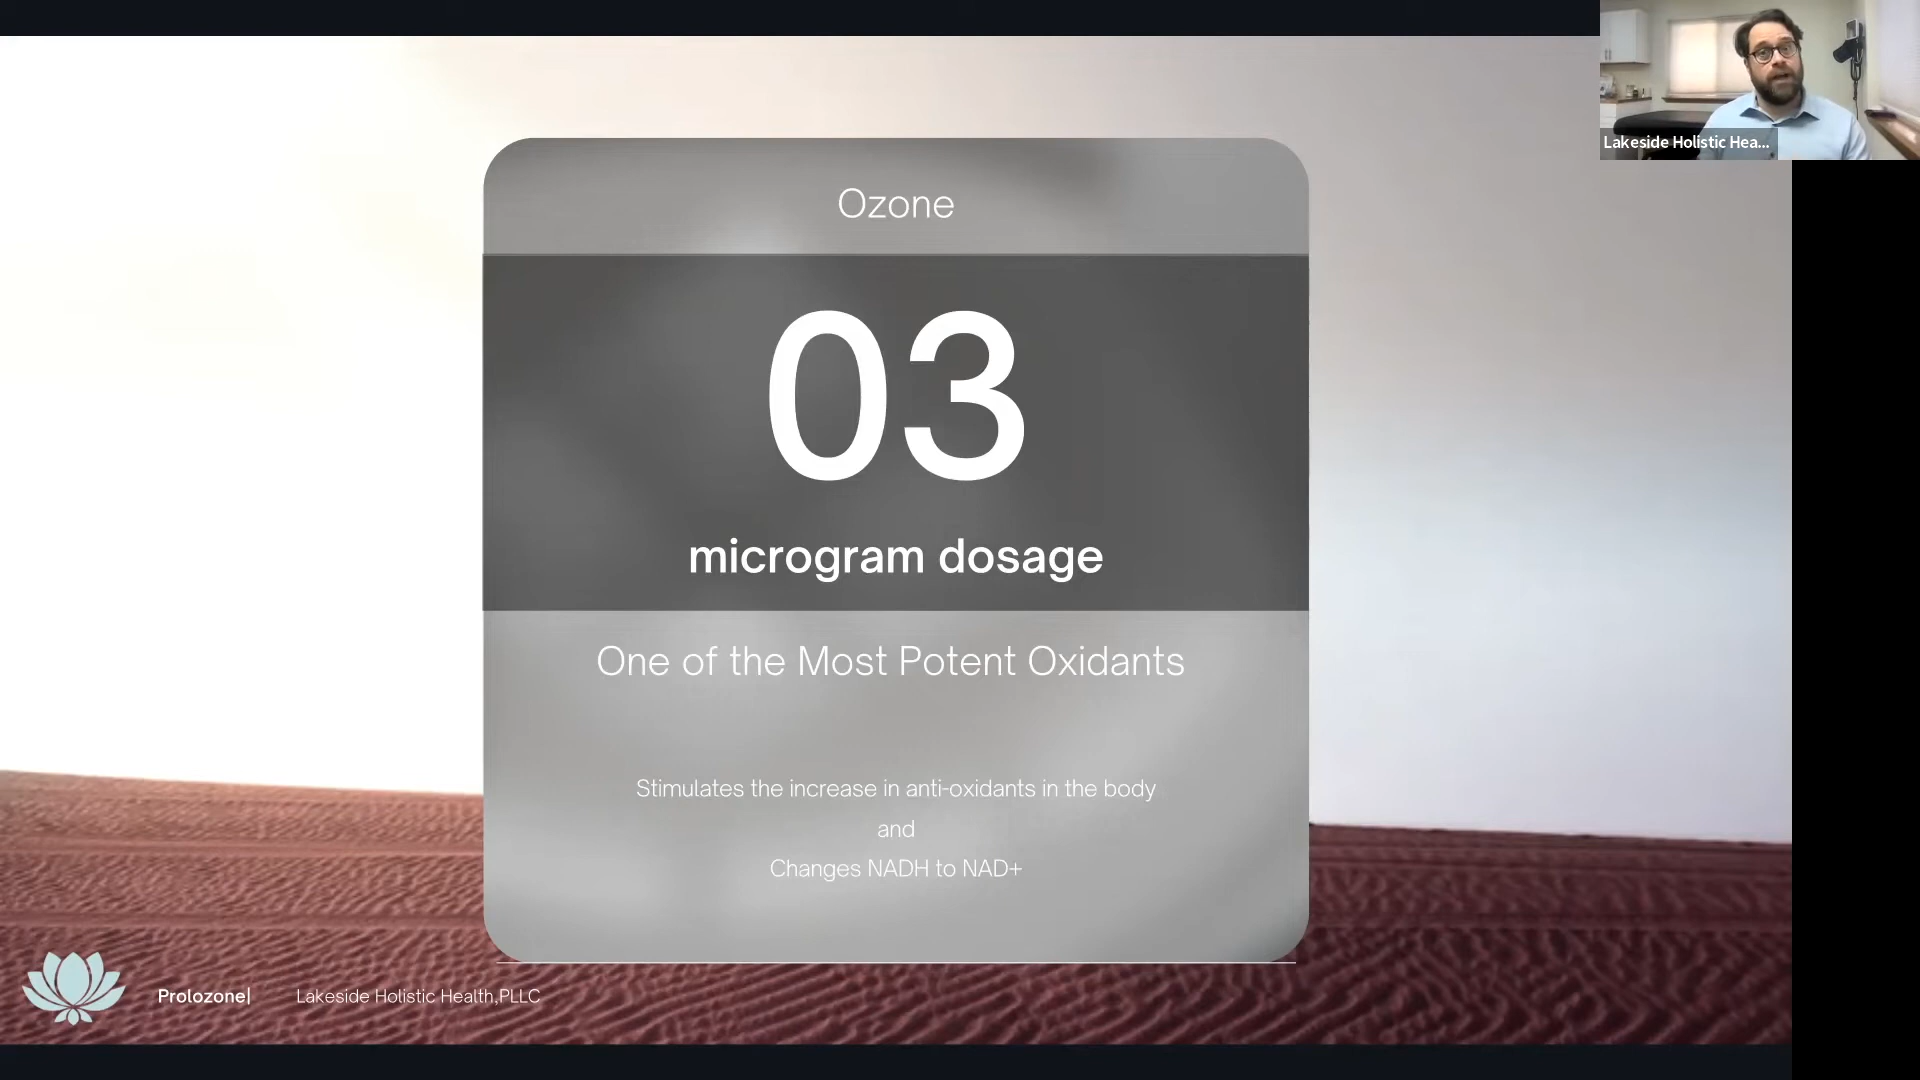 Lakeside Holistic Hea...
Ozone
03
microgram dosage
One of the Most Potent Oxidants
Stimulates the increase in anti-oxidants in the body
and
Changes NADH to NAD+
Prolozone| Lakeside Holistic Health,PLLC